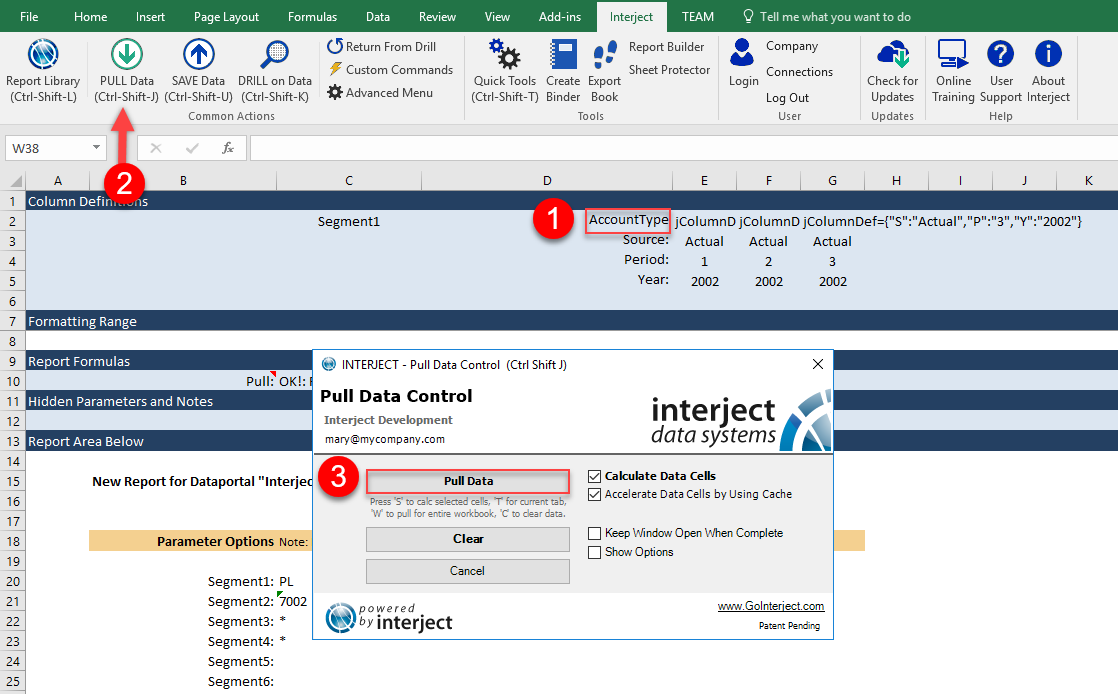 File Home Insert Page Layout Formulas Data Review View Add-ins Interject TEAM Tell me what you want to do
Report Library (Ctrl-Shift-L)
PULL Data (Ctrl-Shift-J)
SAVE Data (Ctrl-Shift-U)
DRILL on Data (Ctrl-Shift-K)
Return From Drill
Custom Commands
Advanced Menu
Common Actions
Quick Tools (Ctrl-Shift-T)
Create Binder
Export Book
Report Builder
Sheet Protector
Tools
Login
Company
Connections
Log Out
User
Check for Updates
Updates
Online Training
User Support
About Interject
Help
W38 fx
2
A B C D E F G H I J K
1 Column Definitions
2 Segment1 1 AccountType jColumnD jColumnD jColumnDef={"S":"Actual","P":"3","Y":"2002"}
3 Source: Actual Actual Actual
4 Period: 1 2 3
5 Year: 2002 2002 2002
6
7 Formatting Range
8
9 Report Formulas
10 Pull: OK!:
11 Hidden Parameters and Notes
12
13 Report Area Below
14
15 New Report for Dataportal "Interjec
16
17
18 Parameter Options Note:
19
20 Segment1: PL
21 Segment2: 7002
22 Segment3: *
23 Segment4: *
24 Segment5:
25 Segment6:
INTERJECT - Pull Data Control (Ctrl Shift J)
Pull Data Control
Interject Development
mary@mycompany.com
interject
data systems
3
Pull Data
Press 'S' to calc selected cells, 'T' for current tab,
'W' to pull for entire workbook, 'C' to clear data.
Clear
Cancel
Calculate Data Cells
Accelerate Data Cells by Using Cache
Keep Window Open When Complete
Show Options
powered
by interject
www.GoInterject.com
Patent Pending